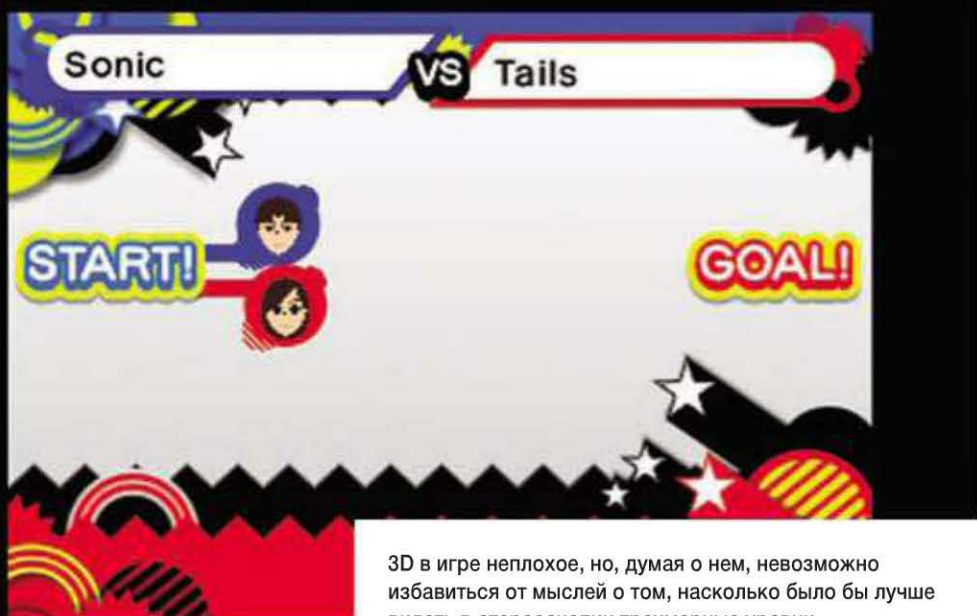 Sonic
VS
Tails
START!
GOAL!
3D в игре неплохое, но, думая о нем, невозможно
избавиться от мыслей о том, насколько было бы лучше